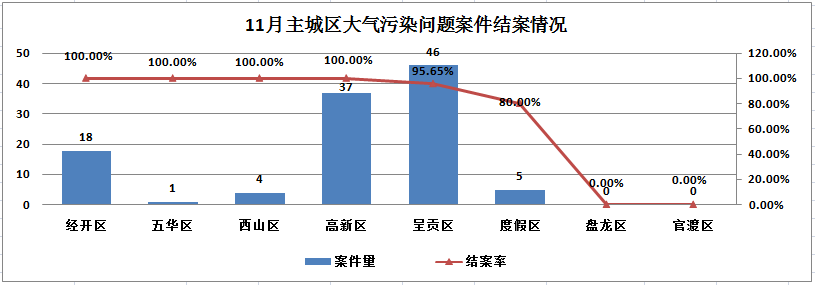 11月主城区大气污染问题案件结案情况
50 100.00% 100.00% 100.00% 100.00% 46 120.00%
40 37 95.65% 80.00% 100.00%
30 80.00%
20 18 60.00%
10 1 4 5 0.00% 0.00% 40.00%
0 0 0 20.00%
0.00%
经开区 五华区 西山区 高新区 呈贡区 度假区 盘龙区 官渡区
案件量 结案率